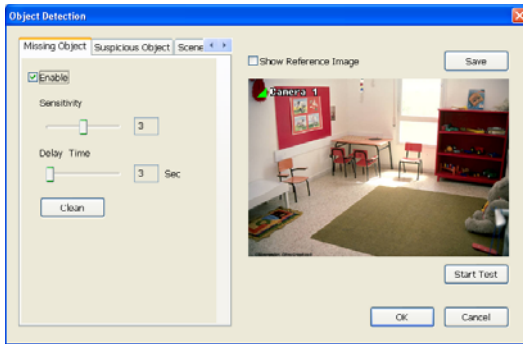 Object Detection
Missing Object
Suspicious Object
Scene
Enable
Sensitivity
3
Delay Time
3 Sec
Clean
Show Reference Image
Save
Camera 1
Start Test
OK
Cancel